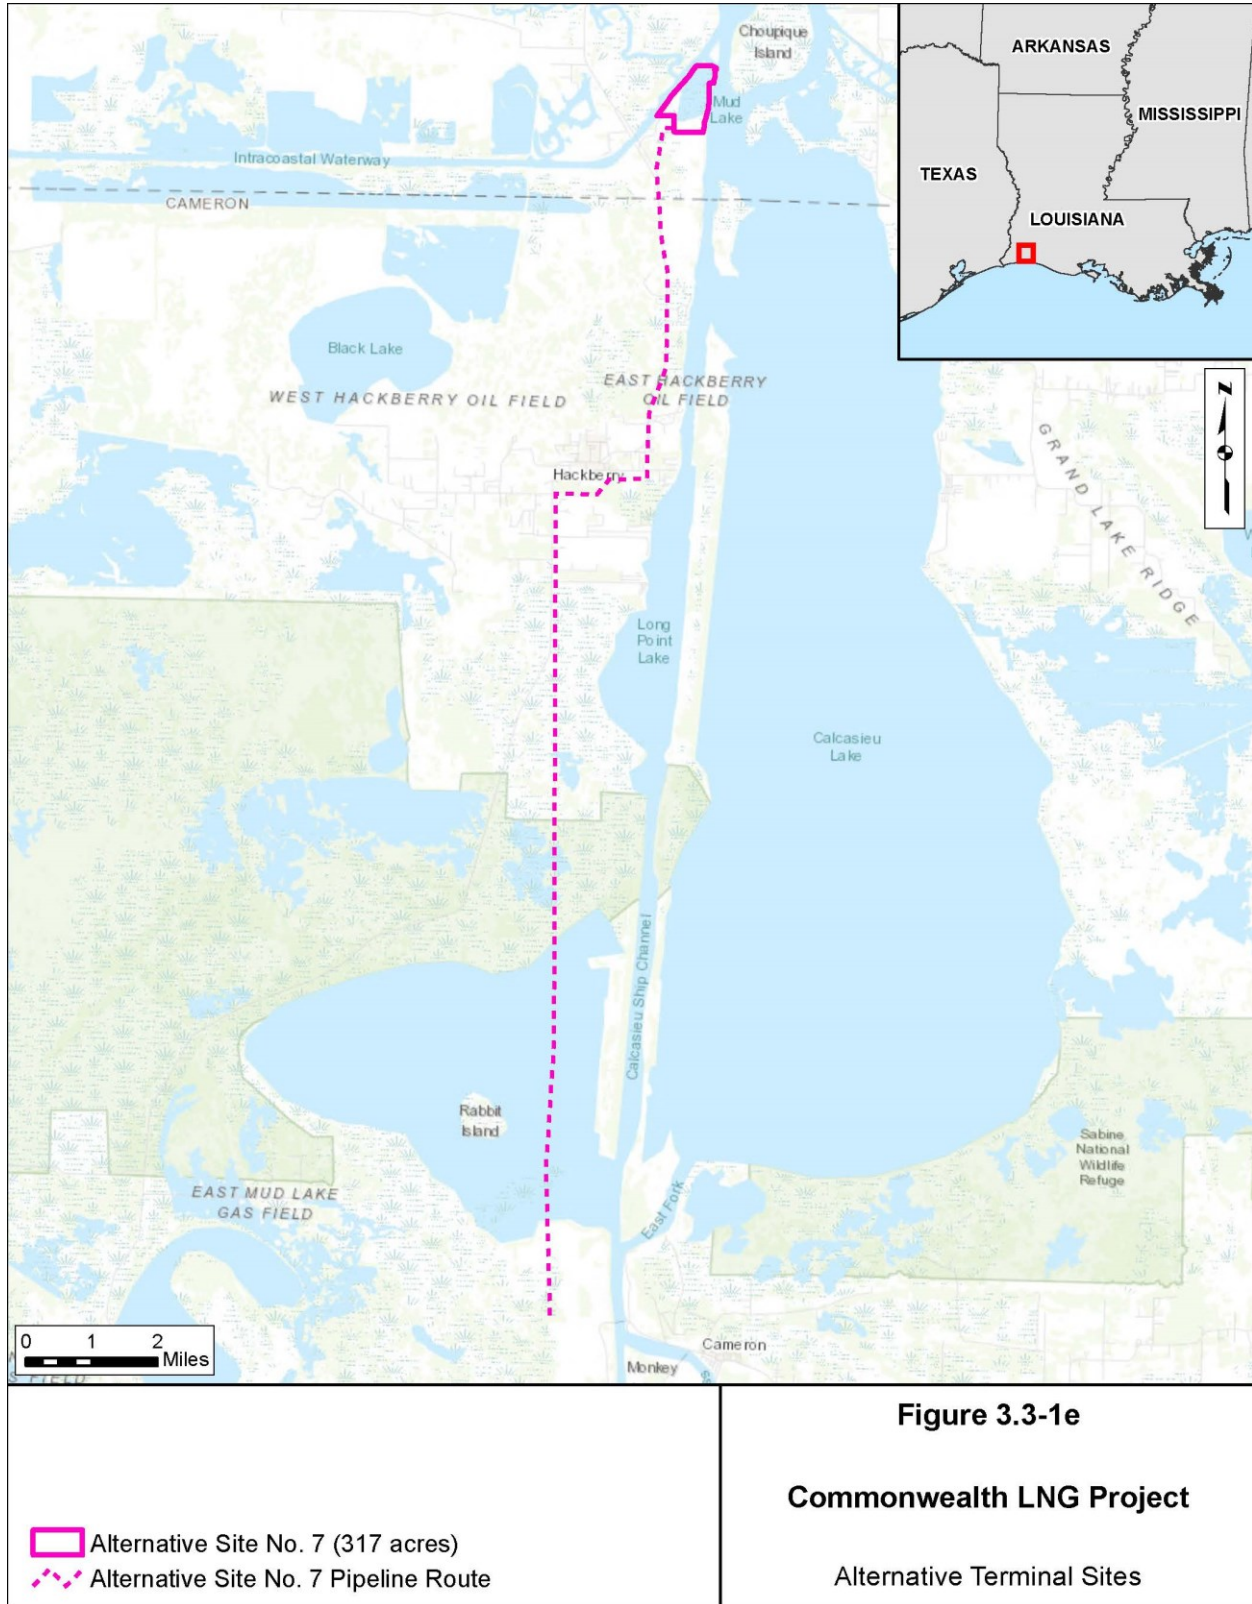 Choupique
Island
Mud
Lake
Intracoastal Waterway
CAMERON
Black Lake
WEST HACKBERRY OIL FIELD
EAST HACKBERRY
OIL FIELD
Hackberry
GRAND LAKE RIDGE
Long
Point
Lake
Calcasieu
Lake
Calcasieu Ship Channel
Rabbit
Island
Sabine
National
Wildlife
Refuge
EAST MUD LAKE
GAS FIELD
East Fork
Cameron
Monkey
S FIELD
ARKANSAS
MISSISSIPPI
TEXAS
LOUISIANA
N
0 1 2
Miles
Figure 3.3-1e
Commonwealth LNG Project
Alternative Terminal Sites
Alternative Site No. 7 (317 acres)
Alternative Site No. 7 Pipeline Route